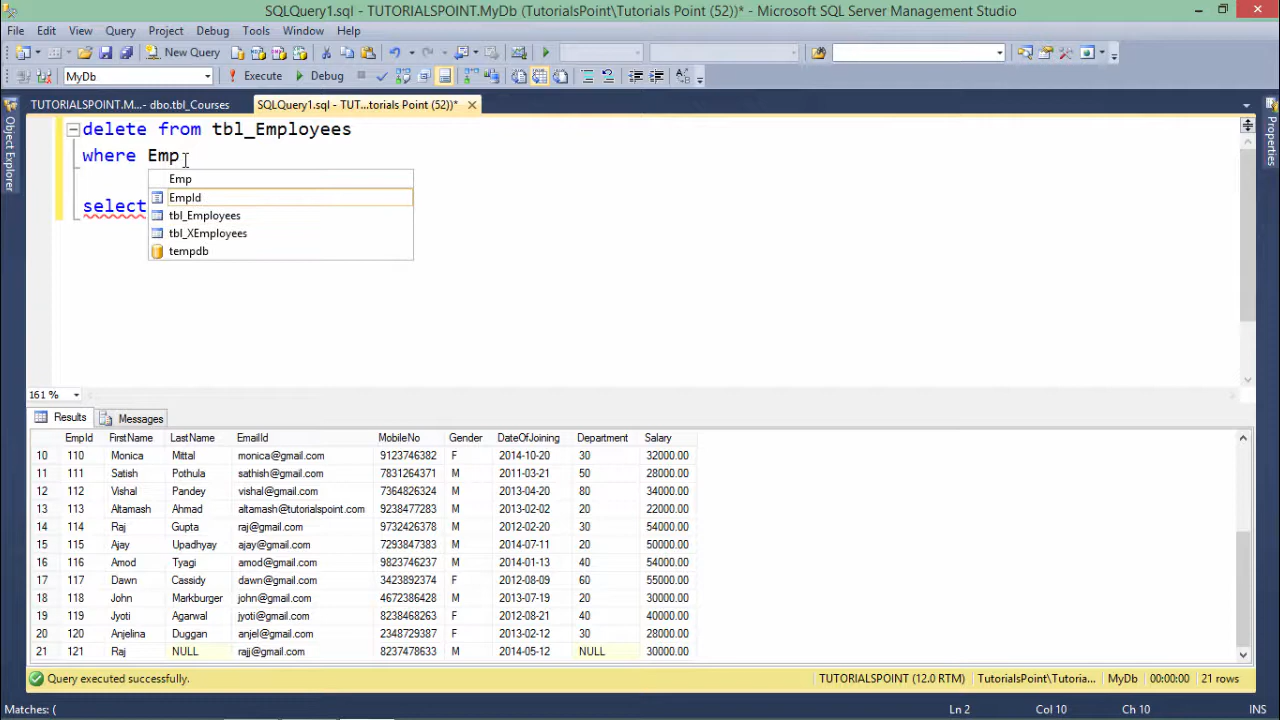 SQLQuery1.sql - TUTORIALSPOINT.MyDb (TutorialsPoint\Tutorials Point (52))* - Microsoft SQL Server Management Studio
File Edit View Query Project Debug Tools Window Help
New Query
MyDb Execute Debug
TUTORIALSPOINT.M...- dbo.tbl_Courses SQLQuery1.sql - TUT...torials Point (52))*
Object Explorer
Properties
delete from tbl_Employees
where Emp
Emp
EmpId
select
tbl_Employees
tbl_XEmployees
tempdb
161 %
Results Messages
EmpId FirstName LastName EmailId MobileNo Gender DateOfJoining Department Salary
10 110 Monica Mittal monica@gmail.com 9123746382 F 2014-10-20 30 32000.00
11 111 Satish Pothula sathish@gmail.com 7831264371 M 2011-03-21 50 28000.00
12 112 Vishal Pandey vishal@gmail.com 7364826324 M 2013-04-20 80 34000.00
13 113 Altamash Ahmad altamash@tutorialspoint.com 9238477283 M 2013-02-02 20 22000.00
14 114 Raj Gupta raj@gmail.com 9732426378 M 2012-02-20 30 54000.00
15 115 Ajay Upadhyay ajay@gmail.com 7293847383 M 2014-07-11 20 50000.00
16 116 Amod Tyagi amod@gmail.com 9823746237 M 2014-01-13 40 54000.00
17 117 Dawn Cassidy dawn@gmail.com 3423892374 F 2012-08-09 60 55000.00
18 118 John Markburger john@gmail.com 4672386428 M 2013-07-19 20 30000.00
19 119 Jyoti Agarwal jyoti@gmail.com 8238468263 F 2012-08-21 40 40000.00
20 120 Anjelina Duggan anjel@gmail.com 2348729387 F 2013-02-12 30 28000.00
21 121 Raj NULL rajj@gmail.com 8237478633 M 2014-05-12 NULL 30000.00
Query executed successfully. TUTORIALSPOINT (12.0 RTM) TutorialsPoint\Tutoria... MyDb 00:00:00 21 rows
Matches: ( Ln 2 Col 10 Ch 10 INS